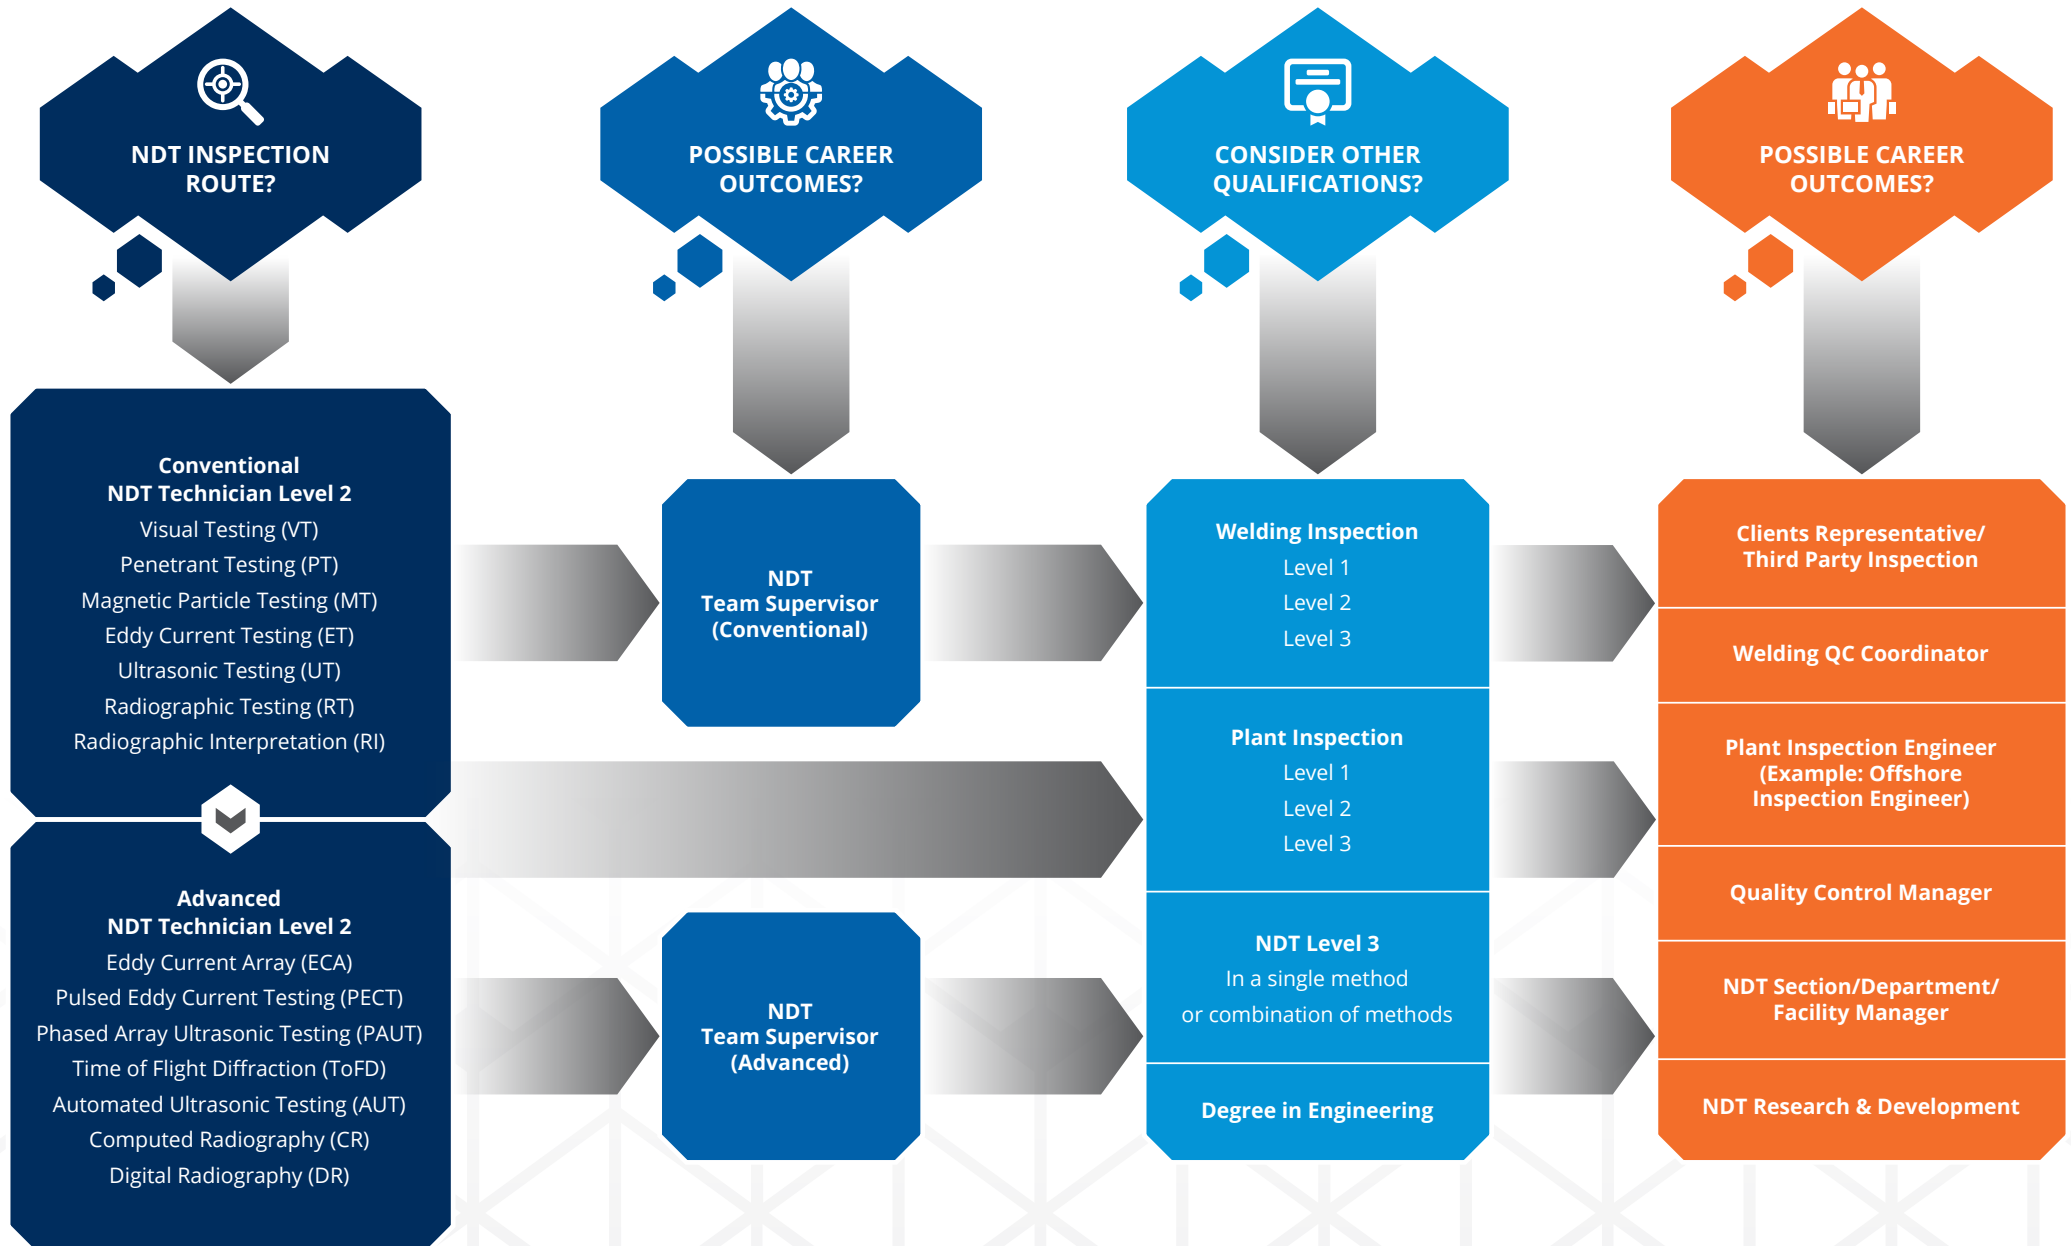 NDT INSPECTION
ROUTE?
POSSIBLE CAREER
OUTCOMES?
CONSIDER OTHER
QUALIFICATIONS?
POSSIBLE CAREER
OUTCOMES?
Conventional
NDT Technician Level 2
Visual Testing (VT)
Penetrant Testing (PT)
Magnetic Particle Testing (MT)
Eddy Current Testing (ET)
Ultrasonic Testing (UT)
Radiographic Testing (RT)
Radiographic Interpretation (RI)
Advanced
NDT Technician Level 2
Eddy Current Array (ECA)
Pulsed Eddy Current Testing (PECT)
Phased Array Ultrasonic Testing (PAUT)
Time of Flight Diffraction (ToFD)
Automated Ultrasonic Testing (AUT)
Computed Radiography (CR)
Digital Radiography (DR)
NDT
Team Supervisor
(Conventional)
NDT
Team Supervisor
(Advanced)
Welding Inspection
Level 1
Level 2
Level 3
Plant Inspection
Level 1
Level 2
Level 3
NDT Level 3
In a single method
or combination of methods
Degree in Engineering
Clients Representative/
Third Party Inspection
Welding QC Coordinator
Plant Inspection Engineer
(Example: Offshore
Inspection Engineer)
Quality Control Manager
NDT Section/Department/
Facility Manager
NDT Research & Development